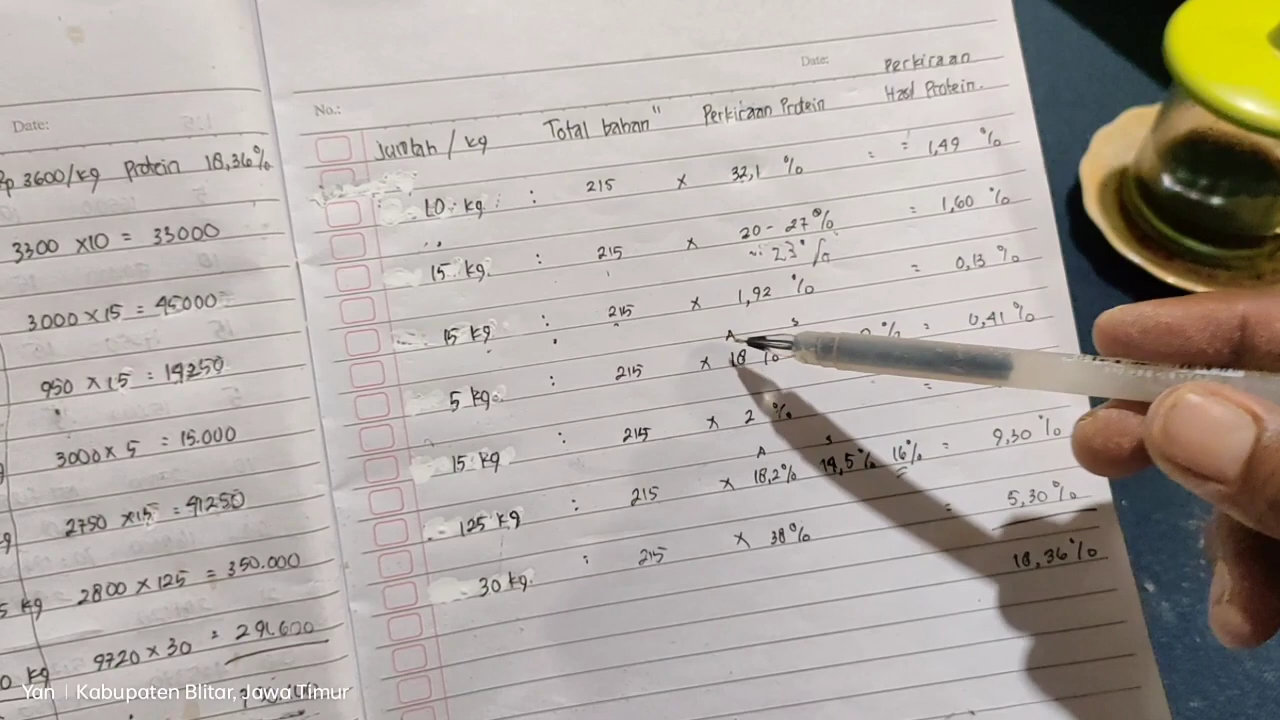 Date:
Rp 3600/kg Protein 18,36%
3300 x10 = 33000
3000 x 15 = 45000
950 x 15 = 14250
3000 x 5 = 15.000
2750 x15 = 41250
5 kg 2800 x 125 = 350.000
0 kg 9720 x 30 = 291.600
No.: Date:
Jumlah / kg Total bahan" Perkiraan Protein Perkiraan Hasil Protein.
10 kg : 215 x 32,1 % = = 1,49 %
15 kg : 215 x 20 - 27 % = 1,60 %
23 %
15 kg : 215 x 1,92 % = 0,13 %
A S
5 kg : 215 x 18 % % = 0,41 %
15 kg : 215 x 2 % =
A S
125 kg : 215 x 18,2% 14,5% 16% = 9,30 %
30 kg : 215 x 38% = 5,30 %
18,36 %
Yan | Kabupaten Blitar, Jawa Timur